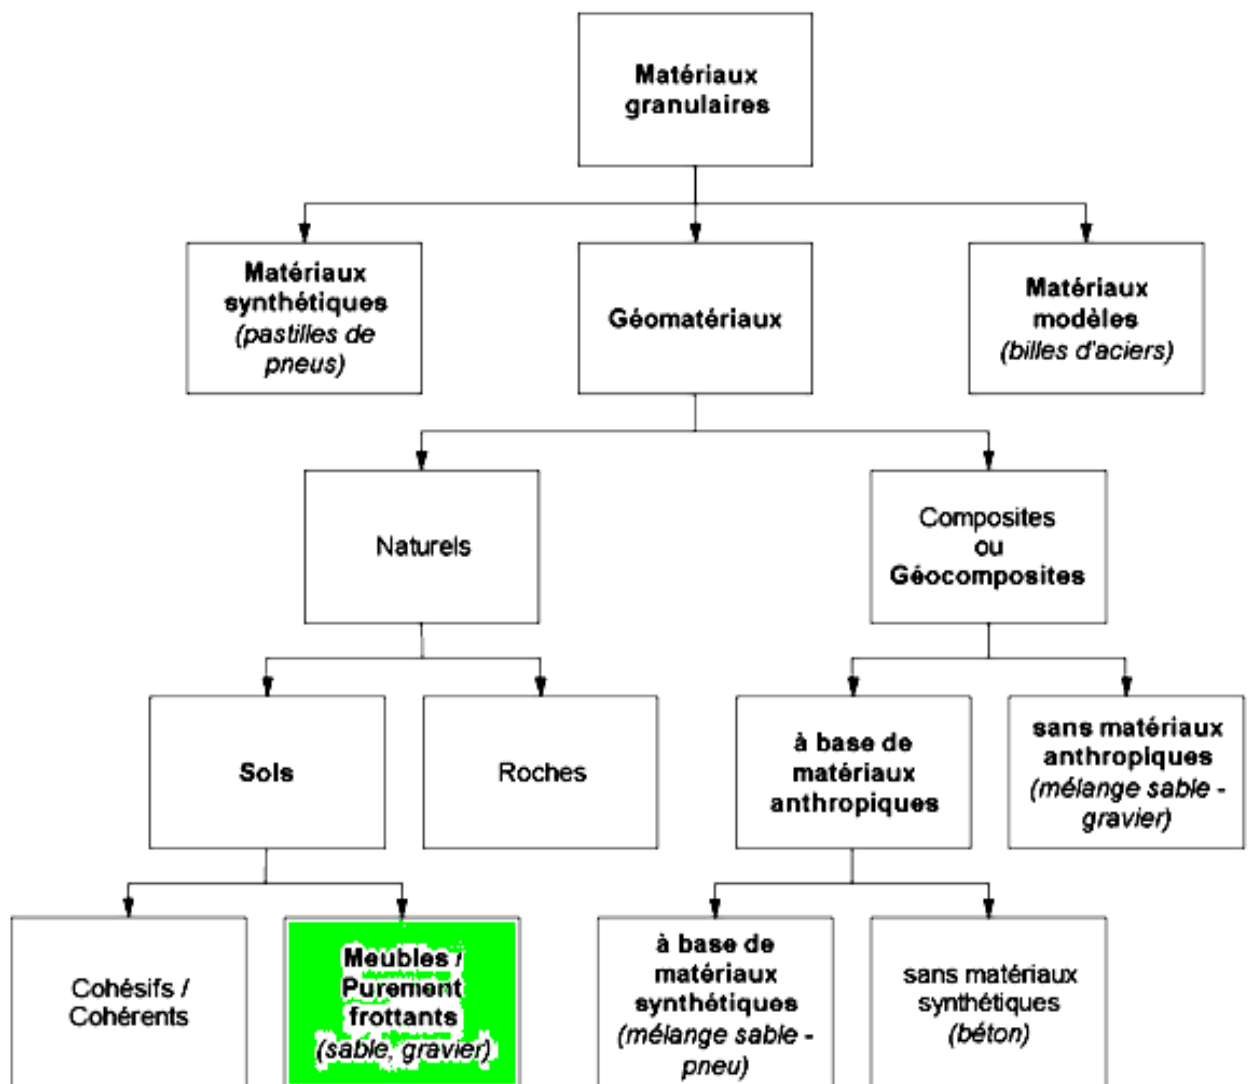 Matériaux
granulaires
Matériaux
synthétiques
(pastilles de
pneus)
Géomatériaux
Matériaux
modèles
(billes d'aciers)
Naturels
Composites
ou
Géocomposites
Sols
Roches
à base de
matériaux
anthropiques
sans matériaux
anthropiques
(mélange sable -
gravier)
Cohésifs /
Cohérents
Meubles /
Purement
frottants
(sable, gravier)
à base de
matériaux
synthétiques
(mélange sable -
pneu)
sans matériaux
synthétiques
(béton)